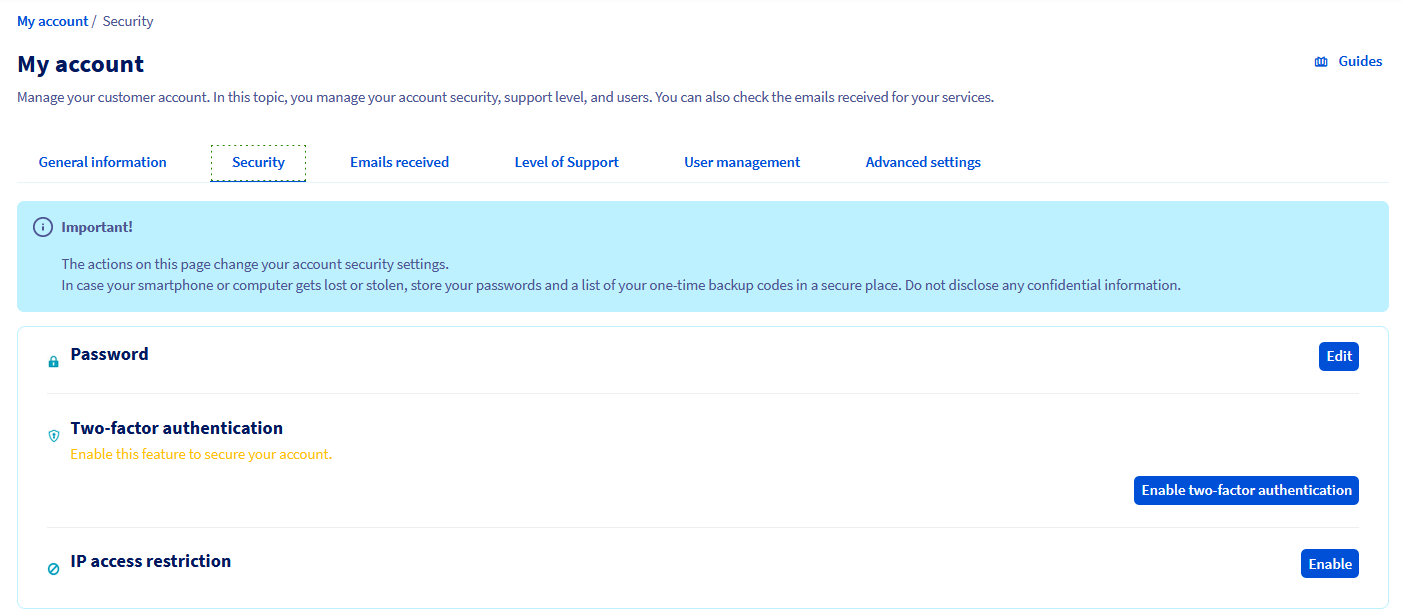 My account / Security
My account
Guides
Manage your customer account. In this topic, you manage your account security, support level, and users. You can also check the emails received for your services.
General information Security Emails received Level of Support User management Advanced settings
Important!
The actions on this page change your account security settings.
In case your smartphone or computer gets lost or stolen, store your passwords and a list of your one-time backup codes in a secure place. Do not disclose any confidential information.
Password
Edit
Two-factor authentication
Enable this feature to secure your account.
Enable two-factor authentication
IP access restriction
Enable